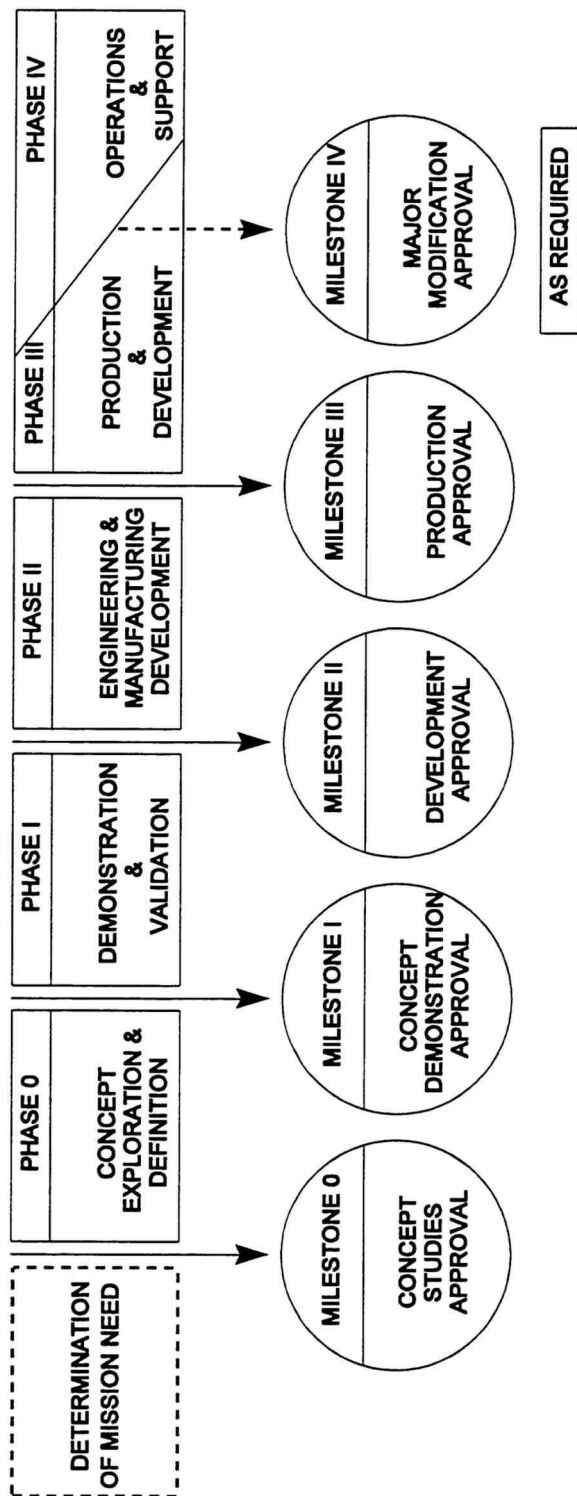 DETERMINATION
OF MISSION NEED
PHASE 0
CONCEPT
EXPLORATION &
DEFINITION
PHASE I
DEMONSTRATION
&
VALIDATION
PHASE II
ENGINEERING &
MANUFACTURING
DEVELOPMENT
PHASE III
PRODUCTION
&
DEVELOPMENT
PHASE IV
OPERATIONS
&
SUPPORT
MILESTONE 0
CONCEPT
STUDIES
APPROVAL
MILESTONE I
CONCEPT
DEMONSTRATION
APPROVAL
MILESTONE II
DEVELOPMENT
APPROVAL
MILESTONE III
PRODUCTION
APPROVAL
MILESTONE IV
MAJOR
MODIFICATION
APPROVAL
AS REQUIRED